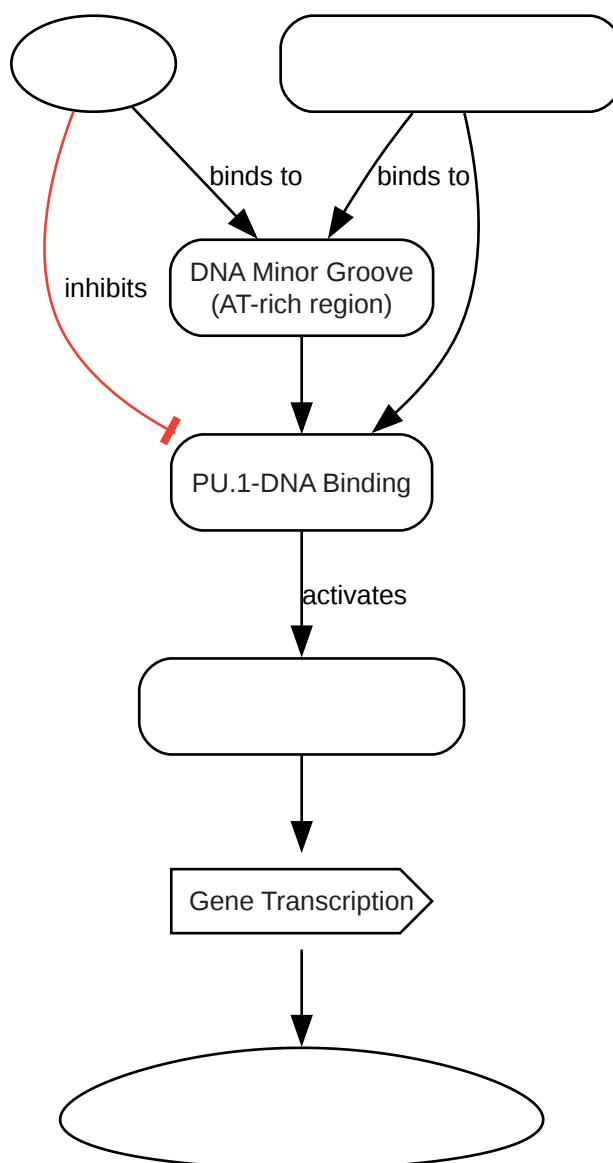 binds to
binds to
DNA Minor Groove
(AT-rich region)
inhibits
PU.1-DNA Binding
activates
Gene Transcription